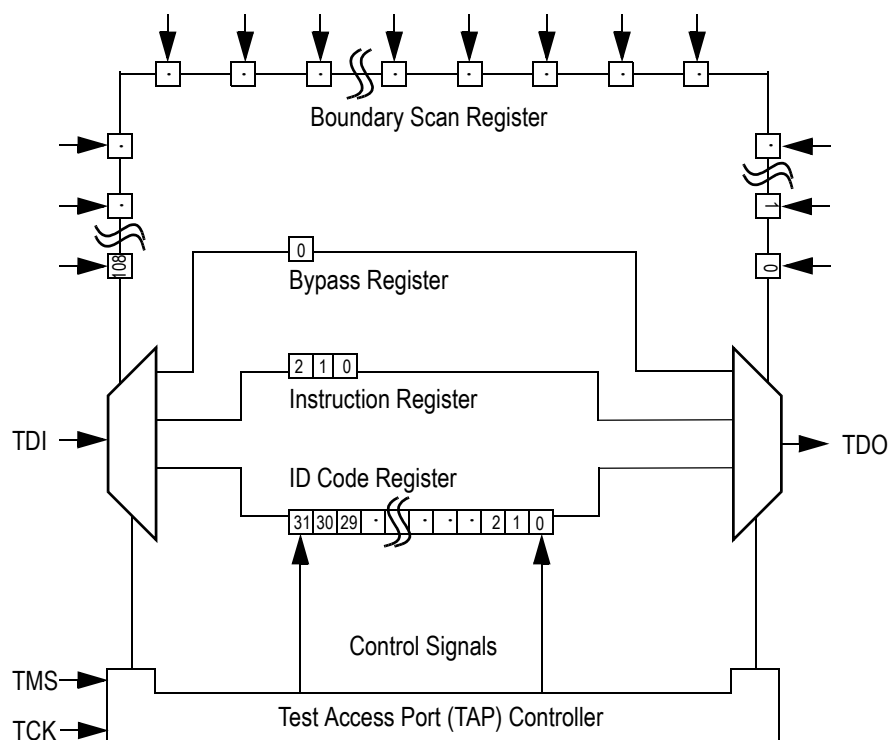 Boundary Scan Register
108
1
0
0
Bypass Register
2 1 0
Instruction Register
TDI
TDO
ID Code Register
31 30 29 · · · · 2 1 0
Control Signals
TMS
Test Access Port (TAP) Controller
TCK